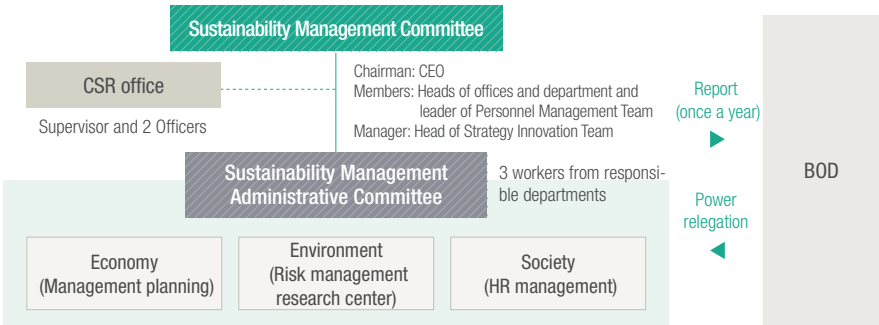 Sustainability Management Committee
CSR office
Supervisor and 2 Officers
Chairman: CEO
Members: Heads of offices and department and
leader of Personnel Management Team
Manager: Head of Strategy Innovation Team
Sustainability Management
Administrative Committee
3 workers from responsi-
ble departments
Economy
(Management planning)
Environment
(Risk management
research center)
Society
(HR management)
Report
(once a year)
Power
relegation
BOD